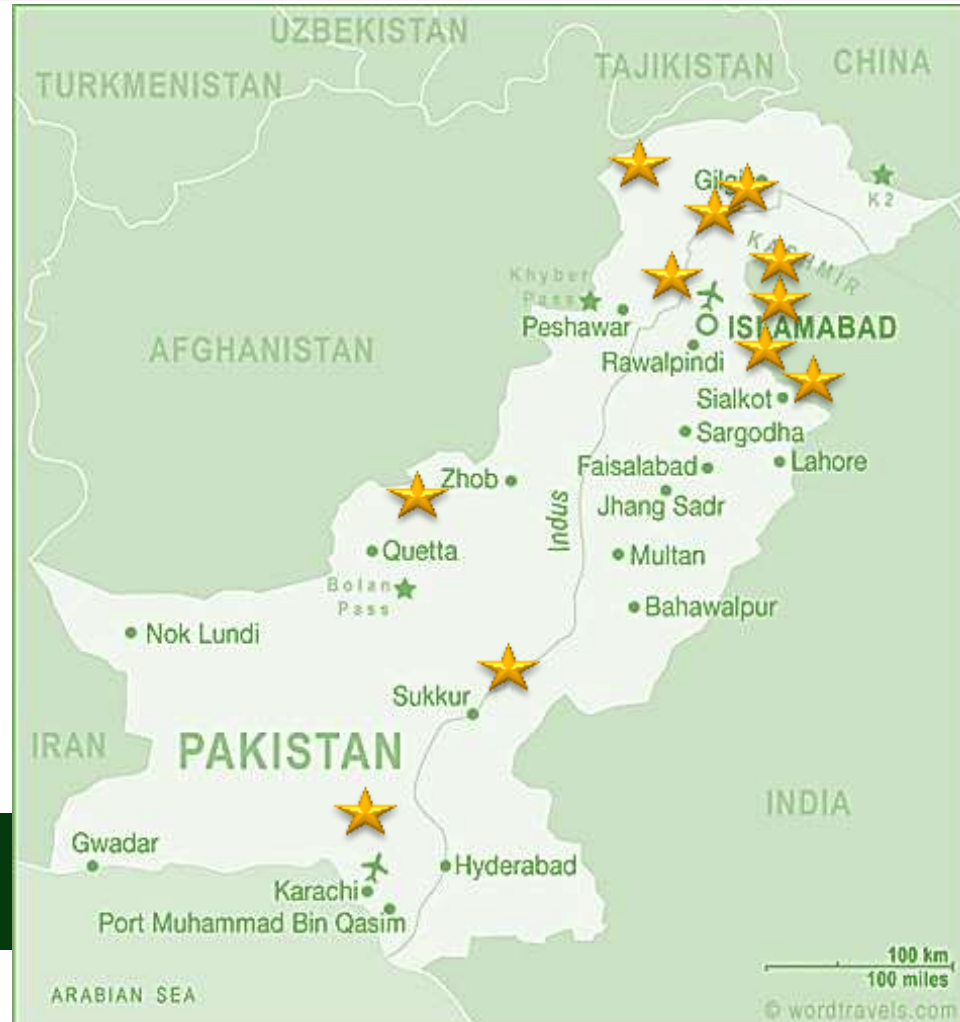 UZBEKISTAN
TAJIKISTAN
CHINA
TURKMENISTAN
K2
KASHMIR
Khyber
Pass
Peshawar
ISLAMABAD
AFGHANISTAN
Rawalpindi
Sialkot
Sargodha
Faisalabad
Lahore
Zhob
Jhang Sadr
Indus
Quetta
Multan
Bolan
Pass
Bahawalpur
Nok Lundi
Sukkur
IRAN
PAKISTAN
INDIA
Gwadar
Hyderabad
Karachi
Port Muhammad Bin Qasim
100 km
100 miles
ARABIAN SEA
© wordtravels.com